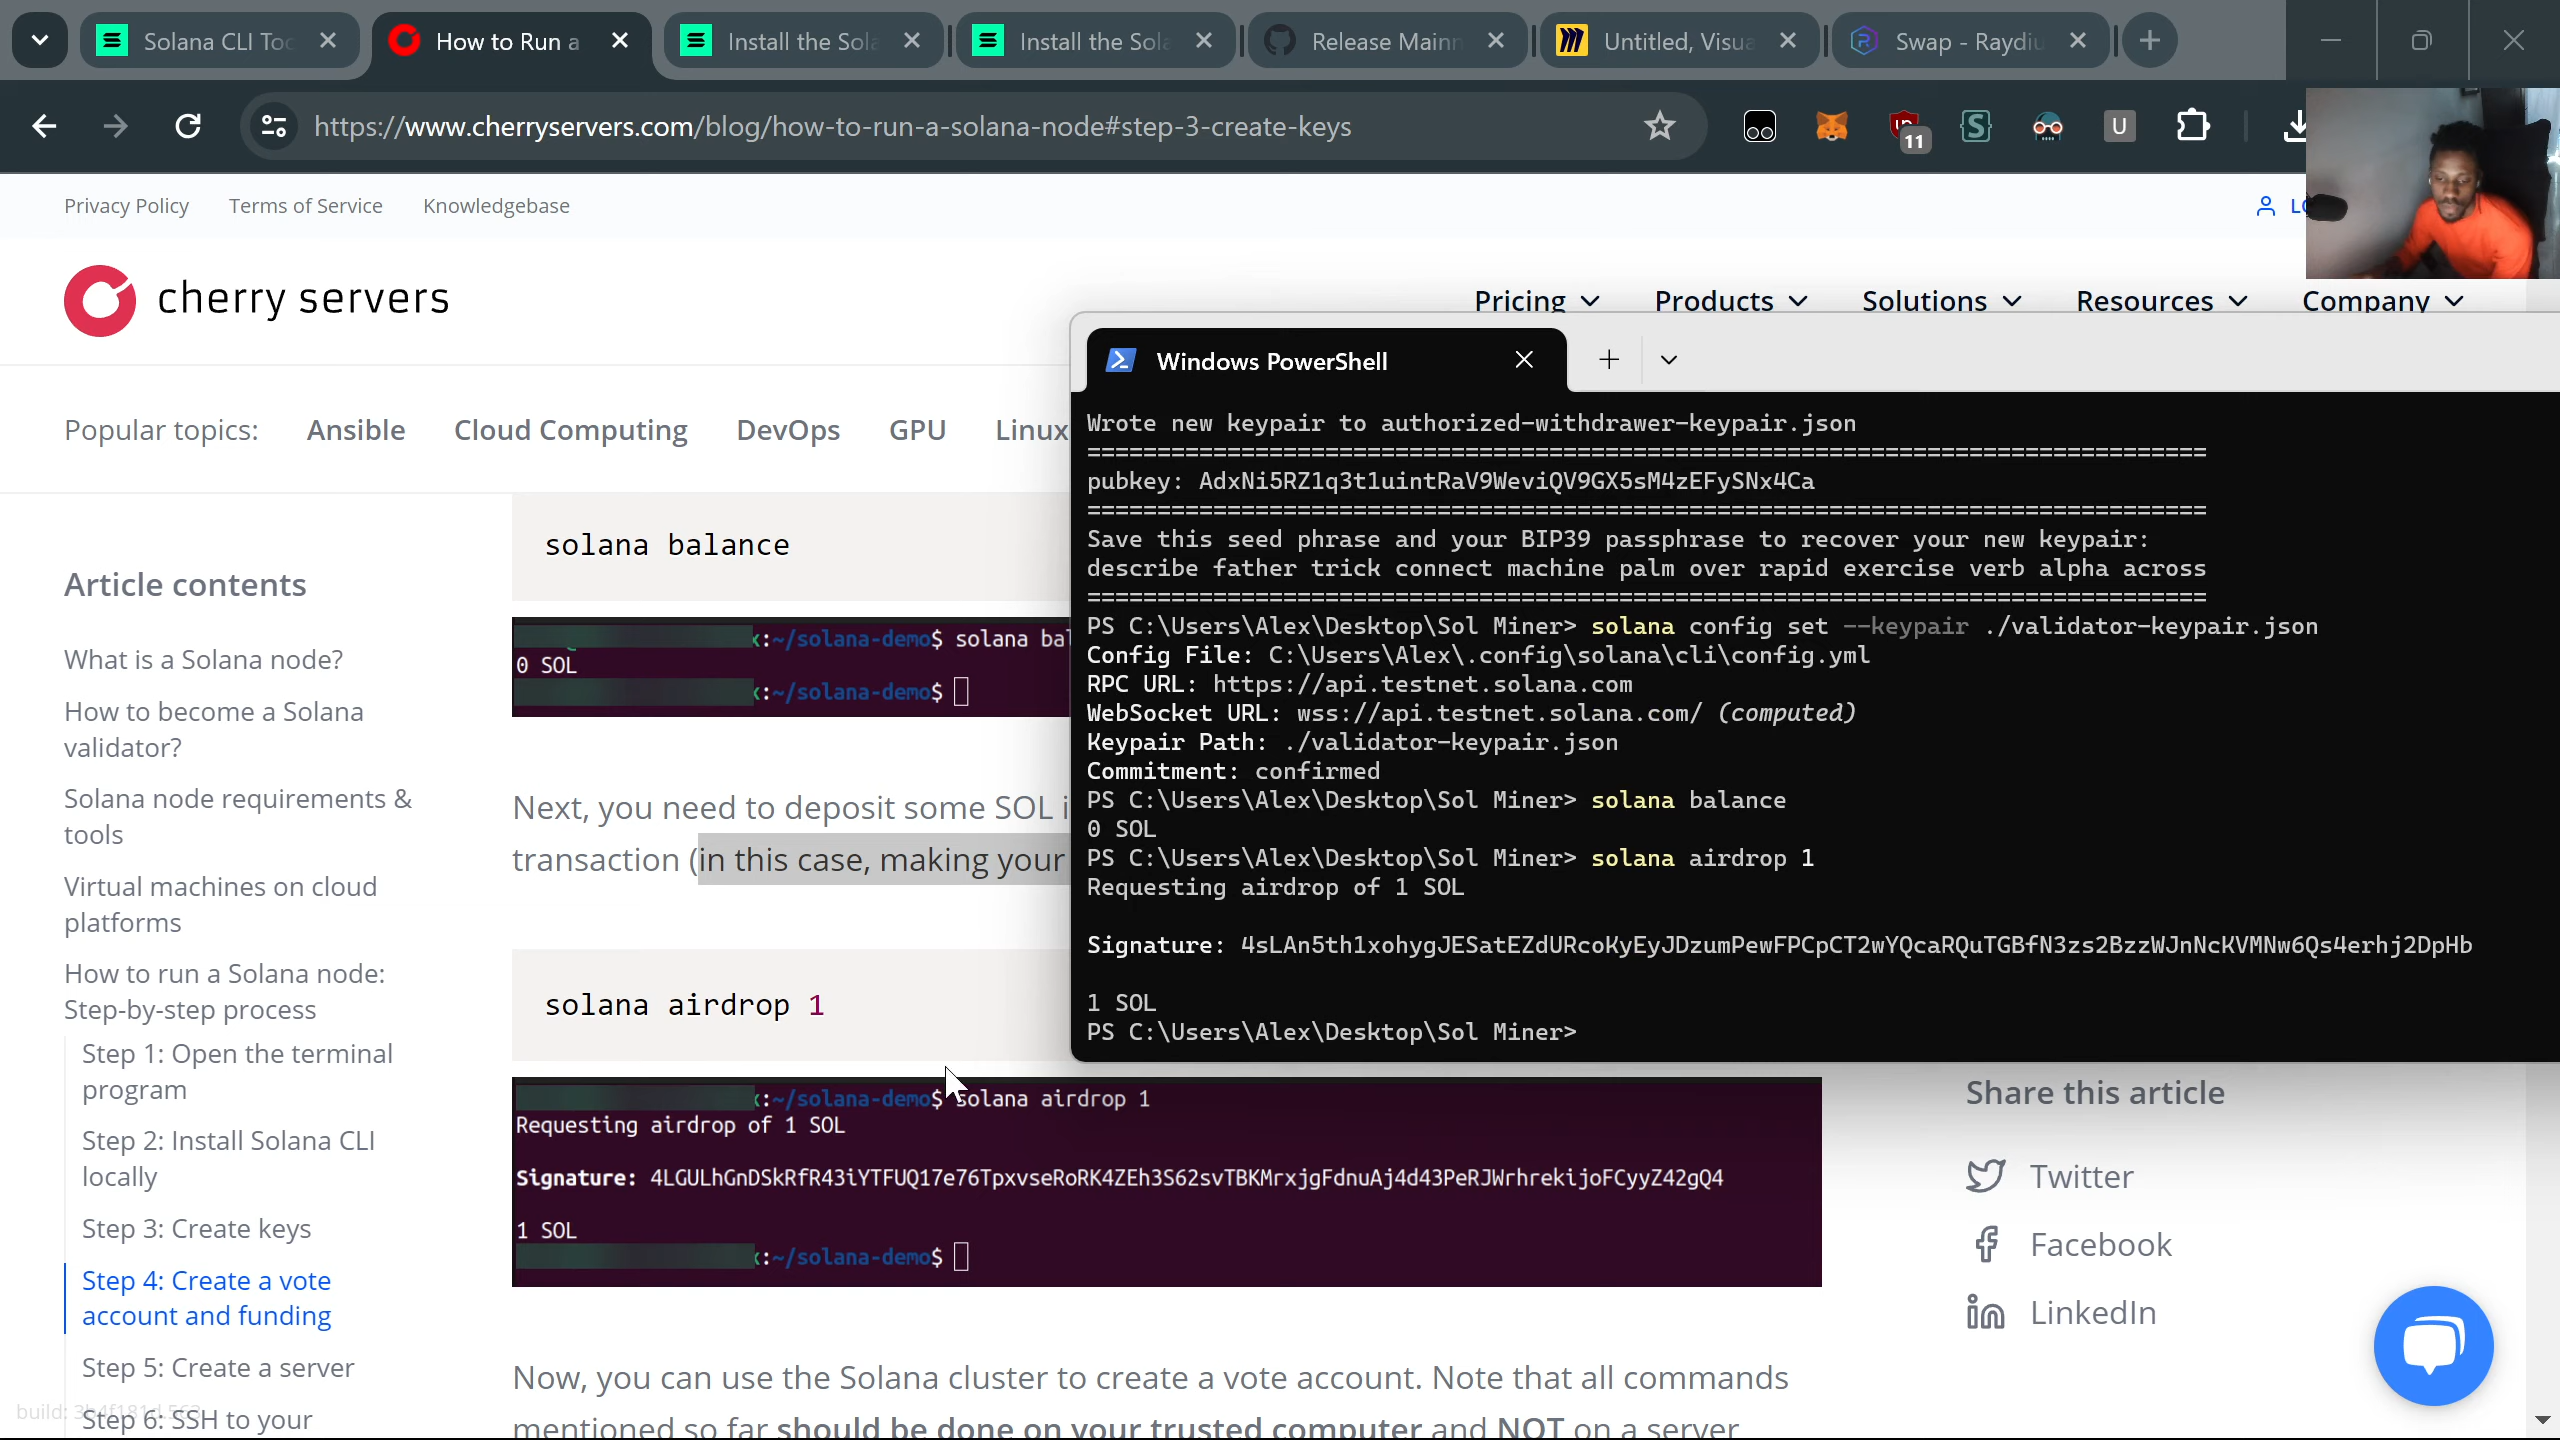 Solana CLI Too
How to Run a
Install the Sola
Install the Sola
Release Mainn
Untitled, Visua
Swap - Raydiu
https://www.cherryservers.com/blog/how-to-run-a-solana-node#step-3-create-keys
11
U
Privacy Policy
Terms of Service
Knowledgebase
LO
cherry servers
Pricing
Products
Solutions
Resources
Company
Popular topics:
Ansible
Cloud Computing
DevOps
GPU
Linux
Article contents
What is a Solana node?
How to become a Solana
validator?
Solana node requirements &
tools
Virtual machines on cloud
platforms
How to run a Solana node:
Step-by-step process
Step 1: Open the terminal
program
Step 2: Install Solana CLI
locally
Step 3: Create keys
Step 4: Create a vote
account and funding
Step 5: Create a server
Step 6: SSH to your
solana balance
:~/solana-demo$ solana bal
0 SOL
:~/solana-demo$
Next, you need to deposit some SOL i
transaction (in this case, making your
solana airdrop 1
:~/solana-demo$ solana airdrop 1
Requesting airdrop of 1 SOL
Signature: 4LGULhGnDSkRfR43iYTFUQ17e76TpxvseRoRK4ZEh3S62svTBKMrxjgFdnuAj4d43PeRJWrhrekijoFCyyZ42gQ4
1 SOL
:~/solana-demo$
Now, you can use the Solana cluster to create a vote account. Note that all commands
mentioned so far should be done on your trusted computer and NOT on a server
Windows PowerShell
Wrote new keypair to authorized-withdrawer-keypair.json
================================================================================
pubkey: AdxNi5RZ1q3t1uintRaV9WeviQV9GX5sM4zEFySNx4Ca
================================================================================
Save this seed phrase and your BIP39 passphrase to recover your new keypair:
describe father trick connect machine palm over rapid exercise verb alpha across
================================================================================
PS C:\Users\Alex\Desktop\Sol Miner> solana config set --keypair ./validator-keypair.json
Config File: C:\Users\Alex\.config\solana\cli\config.yml
RPC URL: https://api.testnet.solana.com
WebSocket URL: wss://api.testnet.solana.com/ (computed)
Keypair Path: ./validator-keypair.json
Commitment: confirmed
PS C:\Users\Alex\Desktop\Sol Miner> solana balance
0 SOL
PS C:\Users\Alex\Desktop\Sol Miner> solana airdrop 1
Requesting airdrop of 1 SOL
Signature: 4sLAn5th1xohygJESatEZdURcoKyEyJDzumPewFPCpCT2wYQcaRQuTGBfN3zs2BzzWJnNcKVMNw6Qs4erhj2DpHb
1 SOL
PS C:\Users\Alex\Desktop\Sol Miner>
Share this article
Twitter
Facebook
LinkedIn